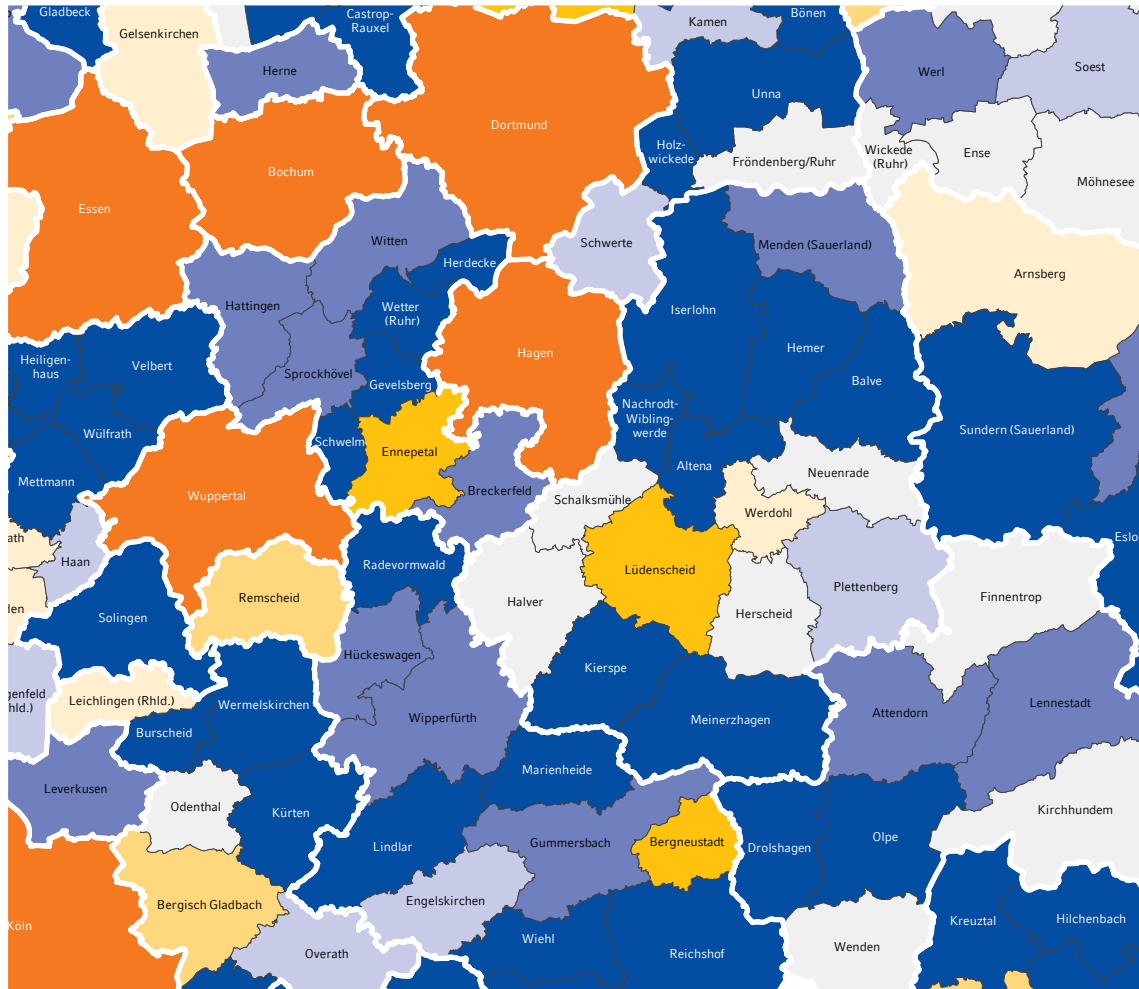 Gladbeck
Gelsenkirchen
Castrop-
Rauxel
Kamen
Bönen
Herne
Werl
Soest
Unna
Dortmund
Holz-
wickede
Fröndenberg/Ruhr
Wickede
(Ruhr)
Ense
Möhnesee
Bochum
Essen
Witten
Schwerte
Menden (Sauerland)
Herdecke
Arnsberg
Hattingen
Wetter
(Ruhr)
Iserlohn
Hemer
Hagen
Heiligen-
haus
Velbert
Sprockhövel
Gevelsberg
Balve
Nachrodt-
Wibling-
werde
Wülfrath
Schwelm
Ennepetal
Sundern (Sauerland)
Altena
Neuenrade
Mettmann
Wuppertal
Breckerfeld
Schalksmühle
Werdohl
ath
Haan
Radevormwald
Eslo
Lüdenscheid
Plettenberg
Finnentrop
den
Remscheid
Halver
Herscheid
Solingen
Hückeswagen
Kierspe
genfeld
hld.)
Leichlingen (Rhld.)
Wermelskirchen
Wipperfürth
Meinerzhagen
Attendorn
Lennestadt
Burscheid
Marienheide
Leverkusen
Odenthal
Kürten
Kirchhundem
Lindlar
Gummersbach
Bergneustadt
Drolshagen
Olpe
Bergisch Gladbach
Engelskirchen
Köln
Kreuztal
Hilchenbach
Wiehl
Overath
Reichshof
Wenden